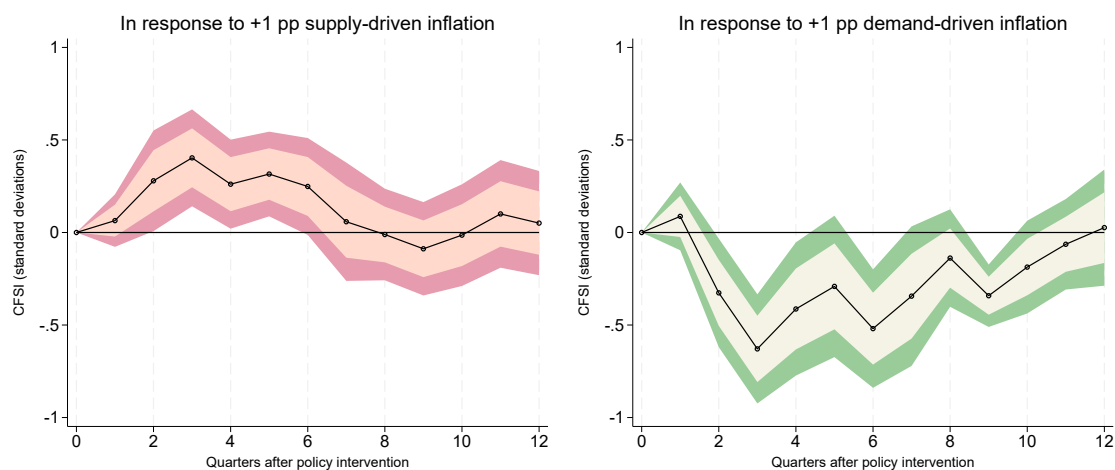 In response to +1 pp supply-driven inflation
CFSI (standard deviations)
1
.5
0
-.5
-1
0 2 4 6 8 10 12
Quarters after policy intervention
In response to +1 pp demand-driven inflation
CFSI (standard deviations)
1
.5
0
-.5
-1
0 2 4 6 8 10 12
Quarters after policy intervention